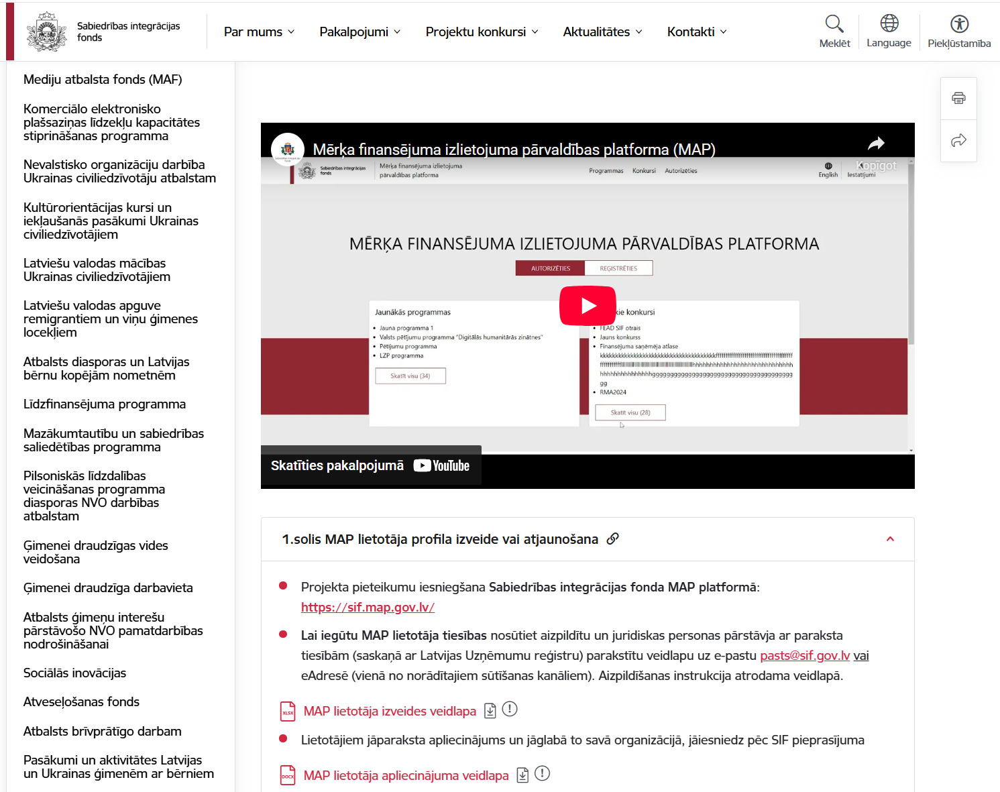 Sabiedrības integrācijas
fonds
Par mums
Pakalpojumi
Projektu konkursi
Aktualitātes
Kontakti
Meklēt
Language
Piekļūstamība
Mediju atbalsta fonds (MAF)
Komerciālo elektronisko
plašsaziņas līdzekļu kapacitātes
stiprināšanas programma
Nevalstisko organizāciju darbība
Ukrainas civiliedzīvotāju atbalstam
Kultūrorientācijas kursi un
iekļaušanās pasākumi Ukrainas
civiliedzīvotājiem
Latviešu valodas mācības
Ukrainas civiliedzīvotājiem
Latviešu valodas apguve
remigrantiem un viņu ģimenes
locekļiem
Atbalsts diasporas un Latvijas
bērnu kopējām nometnēm
Līdzfinansējuma programma
Mazākumtautību un sabiedrības
saliedētības programma
Pilsoniskās līdzdalības
veicināšanas programma
diasporas NVO darbības
atbalstam
Ģimenei draudzīgas vides
veidošana
Ģimenei draudzīga darbavieta
Atbalsts ģimeņu interešu
pārstāvošo NVO pamatdarbības
nodrošināšanai
Sociālās inovācijas
Atveseļošanas fonds
Atbalsts brīvprātīgo darbam
Pasākumi un aktivitātes Latvijas
un Ukrainas ģimenēm ar bērniem
Mērķa finansējuma izlietojuma pārvaldības platforma (MAP)
Kopīgot
Sabiedrības integrācijas
fonds
Mērķa finansējuma izlietojuma
pārvaldības platforma
Programmas
Konkursi
Autorizēties
English
Iestatījumi
MĒRĶA FINANSĒJUMA IZLIETOJUMA PĀRVALDĪBAS PLATFORMA
AUTORIZĒTIES
REĢISTRĒTIES
Jaunākās programmas
Jauna programma 1
Valsts pētījumu programma "Digitālās humanitārās zinātnes"
Pētījumu programma
LZP programma
Skatīt visu (34)
konkursi
FEAD SIF otrais
Jauns konkurss
Finansējuma saņēmēja atlase
gg
RMA2024
Skatīt visu (28)
Skatīties pakalpojumā YouTube
1.solis MAP lietotāja profila izveide vai atjaunošana
Projekta pieteikumu iesniegšana Sabiedrības integrācijas fonda MAP platformā:
https://sif.map.gov.lv/
Lai iegūtu MAP lietotāja tiesības nosūtiet aizpildītu un juridiskas personas pārstāvja ar paraksta
tiesībām (saskaņā ar Latvijas Uzņēmumu reģistru) parakstītu veidlapu uz e-pastu pasts@sif.gov.lv vai
eAdresē (vienā no norādītajiem sūtīšanas kanāliem). Aizpildīšanas instrukcija atrodama veidlapā.
XLSX MAP lietotāja izveides veidlapa
Lietotājiem jāparaksta apliecinājums un jāglabā to savā organizācijā, jāiesniedz pēc SIF pieprasījuma
DOCX MAP lietotāja apliecinājuma veidlapa